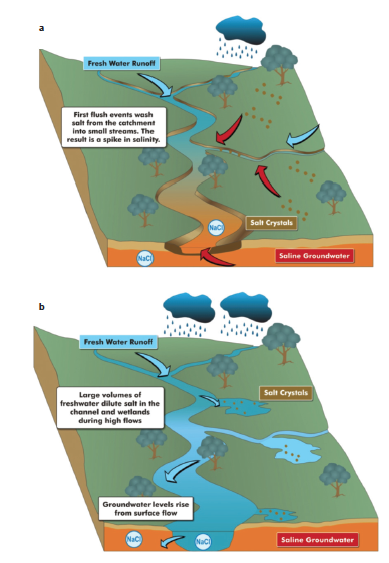 a
Fresh Water Runoff
First flush events wash
salt from the catchment
into small streams. The
result is a spike in salinity.
Salt Crystals
NaCl
Saline Groundwater
NaCl
b
Fresh Water Runoff
Large volumes of
freshwater dilute salt in the
channel and wetlands
during high flows
Salt Crystals
Groundwater levels rise
from surface flow
NaCl
NaCl
Saline Groundwater